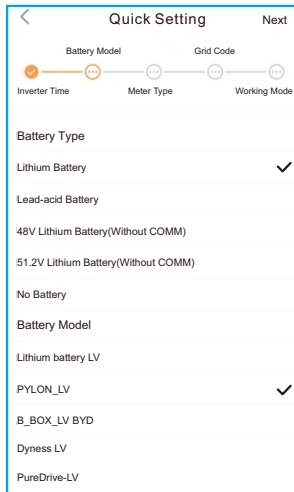 Quick Setting
Next
Battery Model
Grid Code
Inverter Time
Meter Type
Working Mode
Battery Type
Lithium Battery
Lead-acid Battery
48V Lithium Battery(Without COMM)
51.2V Lithium Battery(Without COMM)
No Battery
Battery Model
Lithium battery LV
PYLON_LV
B_BOX_LV BYD
Dyness LV
PureDrive-LV